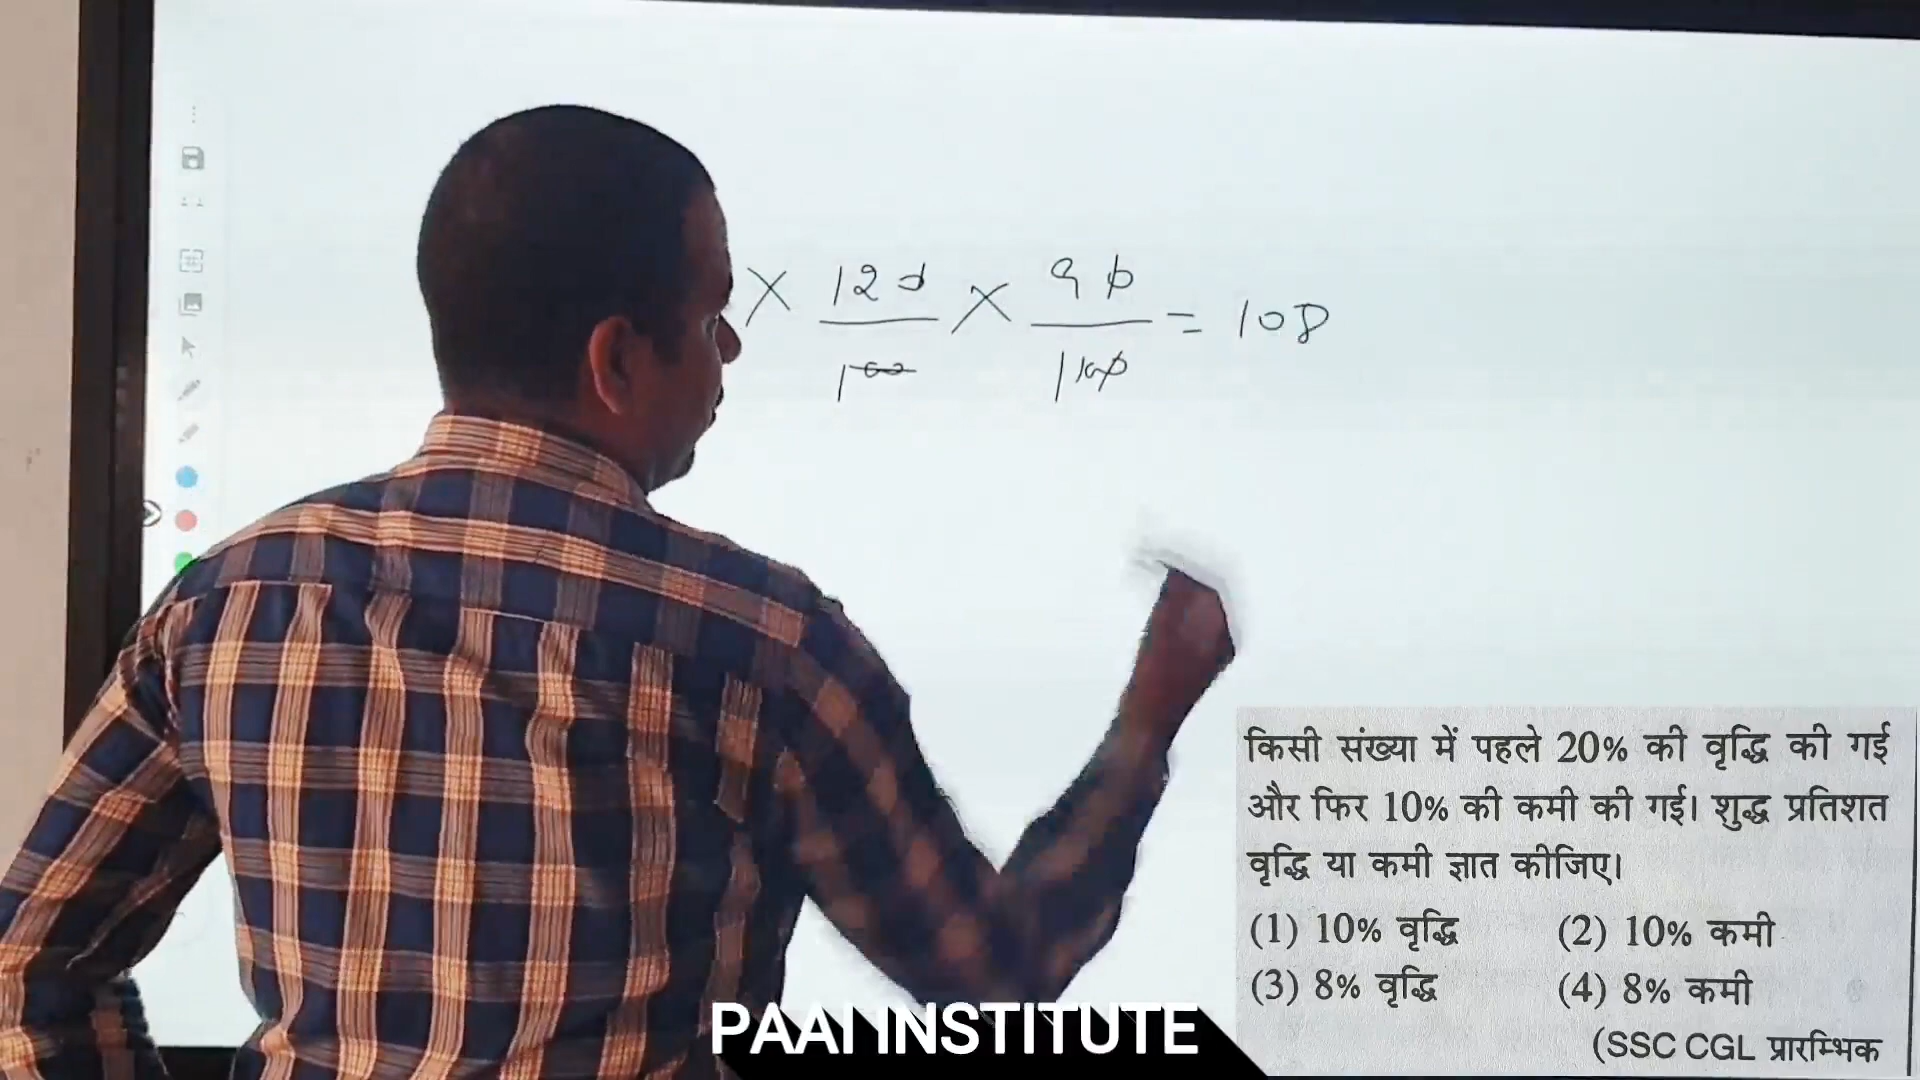 × 120/100 × 90/100 = 108
किसी संख्या में पहले 20% की वृद्धि की गई
और फिर 10% की कमी की गई। शुद्ध प्रतिशत
वृद्धि या कमी ज्ञात कीजिए।
(1) 10% वृद्धि (2) 10% कमी
(3) 8% वृद्धि (4) 8% कमी
(SSC CGL प्रारम्भिक
PAAI INSTITUTE